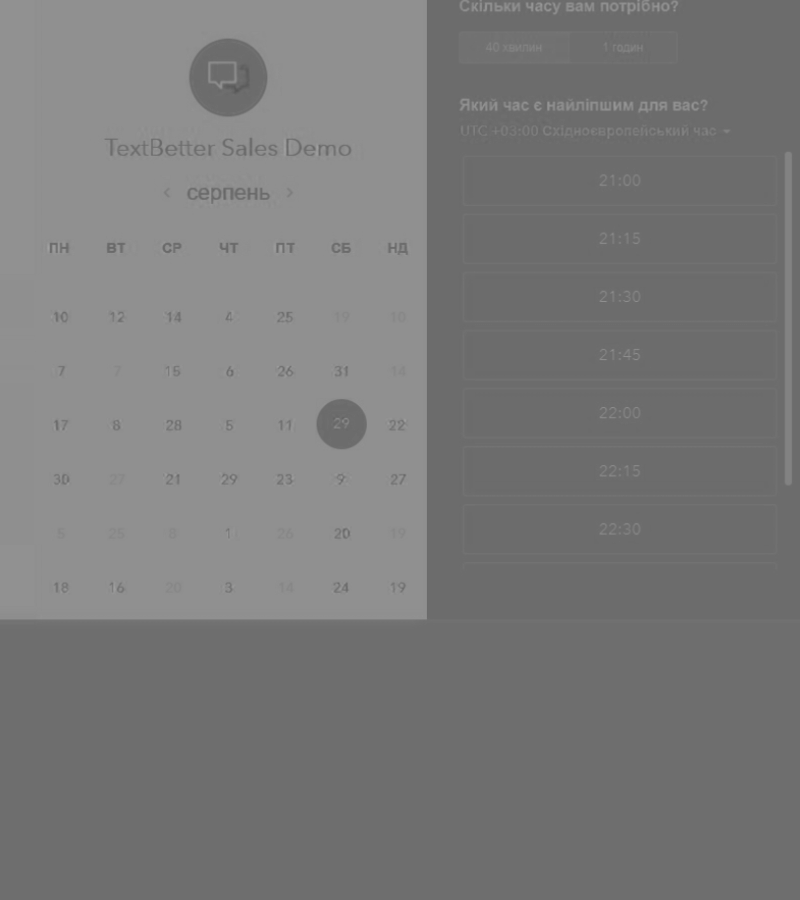 TextBetter Sales Demo
серпень
ПН ВТ СР ЧТ ПТ СБ НД
10 12 14 4 25 19 10
7 7 15 6 26 31 14
17 8 28 5 11 29 22
30 27 21 29 23 9 27
5 25 8 1 26 20 19
18 16 20 3 14 24 19
Скільки часу вам потрібно?
40 хвилин 1 годин
Який час є найліпшим для вас?
UTC +03:00 Східноєвропейський час
21:00
21:15
21:30
21:45
22:00
22:15
22:30